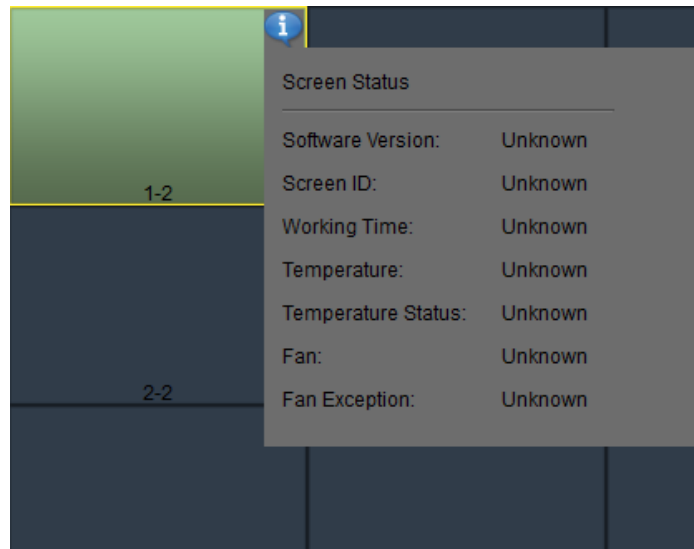 i
Screen Status
Software Version: Unknown
Screen ID: Unknown
1-2
Working Time: Unknown
Temperature: Unknown
Temperature Status: Unknown
Fan: Unknown
2-2
Fan Exception: Unknown